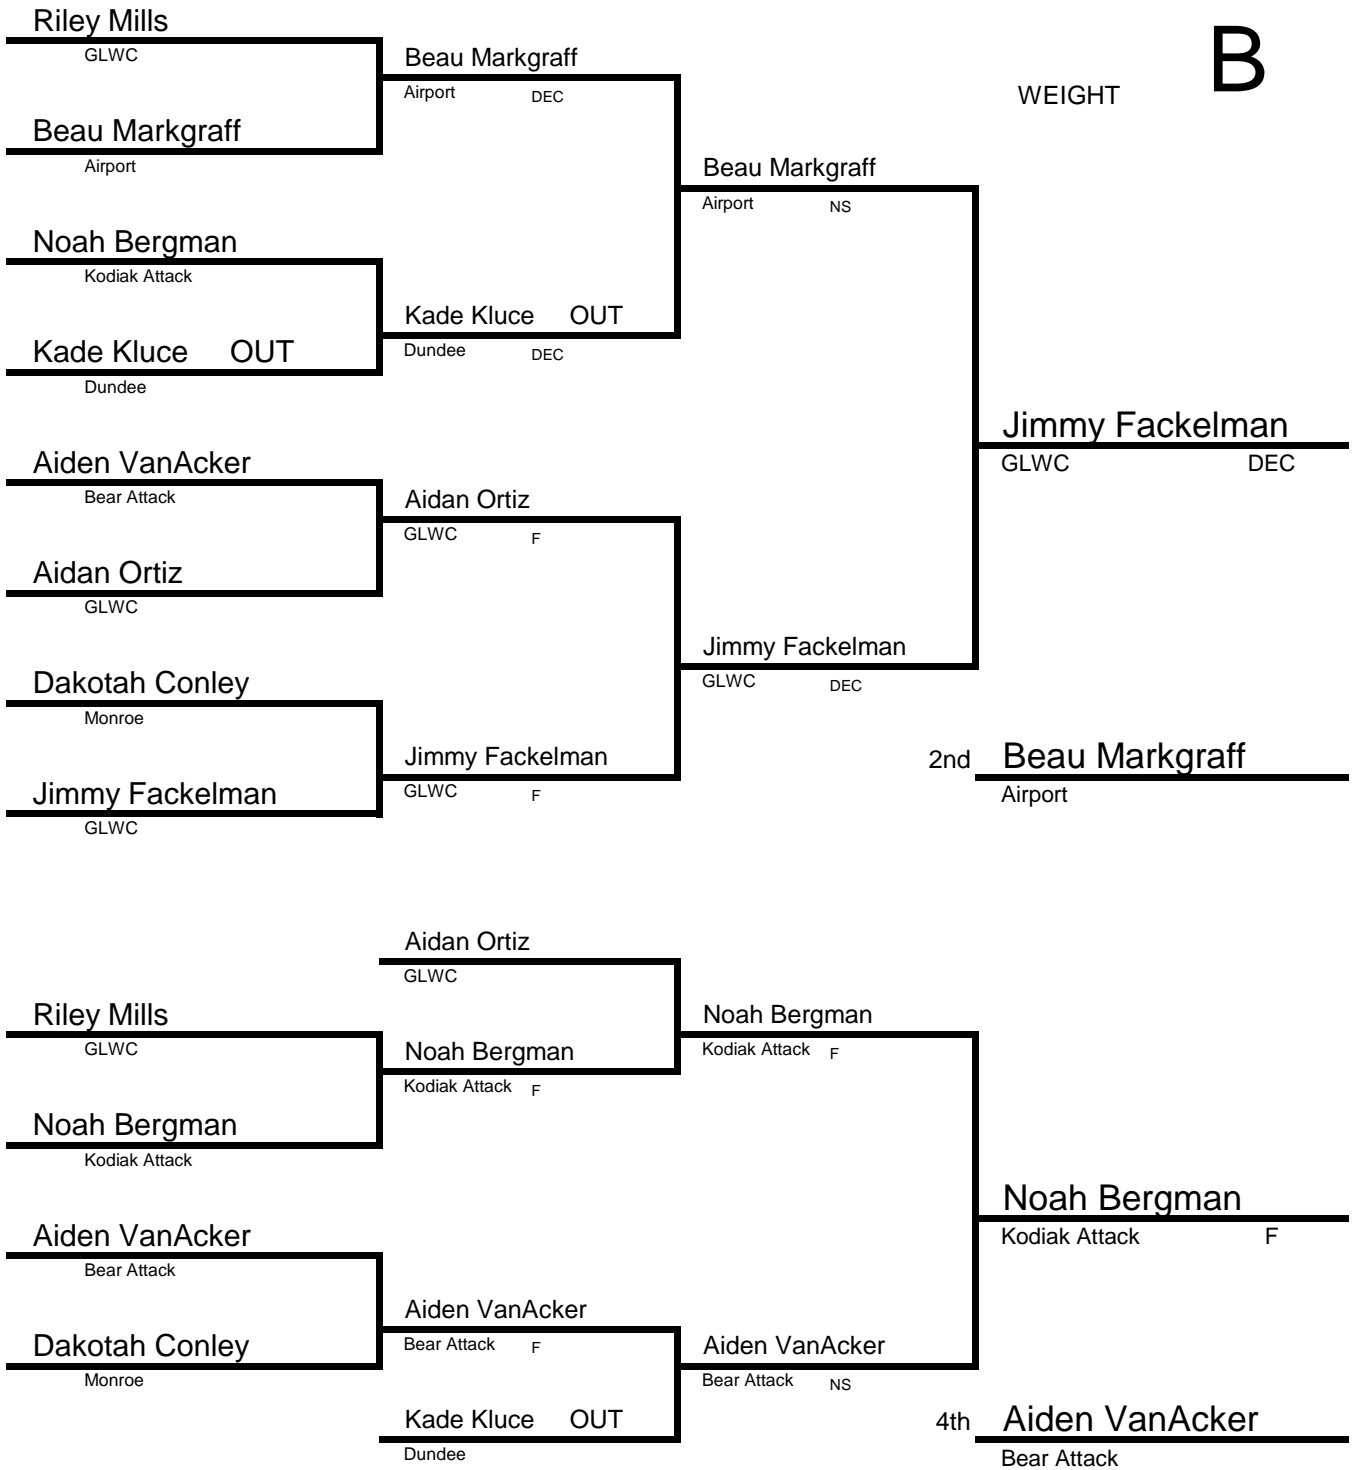 Riley Mills
GLWC
Beau Markgraff
Airport DEC
B
WEIGHT
Beau Markgraff
Airport
Beau Markgraff
Airport NS
Noah Bergman
Kodiak Attack
Kade Kluce OUT
Dundee DEC
Kade Kluce OUT
Dundee
Jimmy Fackelman
GLWC DEC
Aiden VanAcker
Bear Attack
Aidan Ortiz
GLWC F
Aidan Ortiz
GLWC
Jimmy Fackelman
GLWC DEC
Dakotah Conley
Monroe
Jimmy Fackelman
GLWC F
2nd Beau Markgraff
Airport
Jimmy Fackelman
GLWC
Aidan Ortiz
GLWC
Riley Mills
GLWC
Noah Bergman
Kodiak Attack F
Noah Bergman
Kodiak Attack F
Noah Bergman
Kodiak Attack
Noah Bergman
Kodiak Attack F
Aiden VanAcker
Bear Attack
Aiden VanAcker
Bear Attack F
Dakotah Conley
Monroe
Aiden VanAcker
Bear Attack NS
Kade Kluce OUT
Dundee
4th Aiden VanAcker
Bear Attack